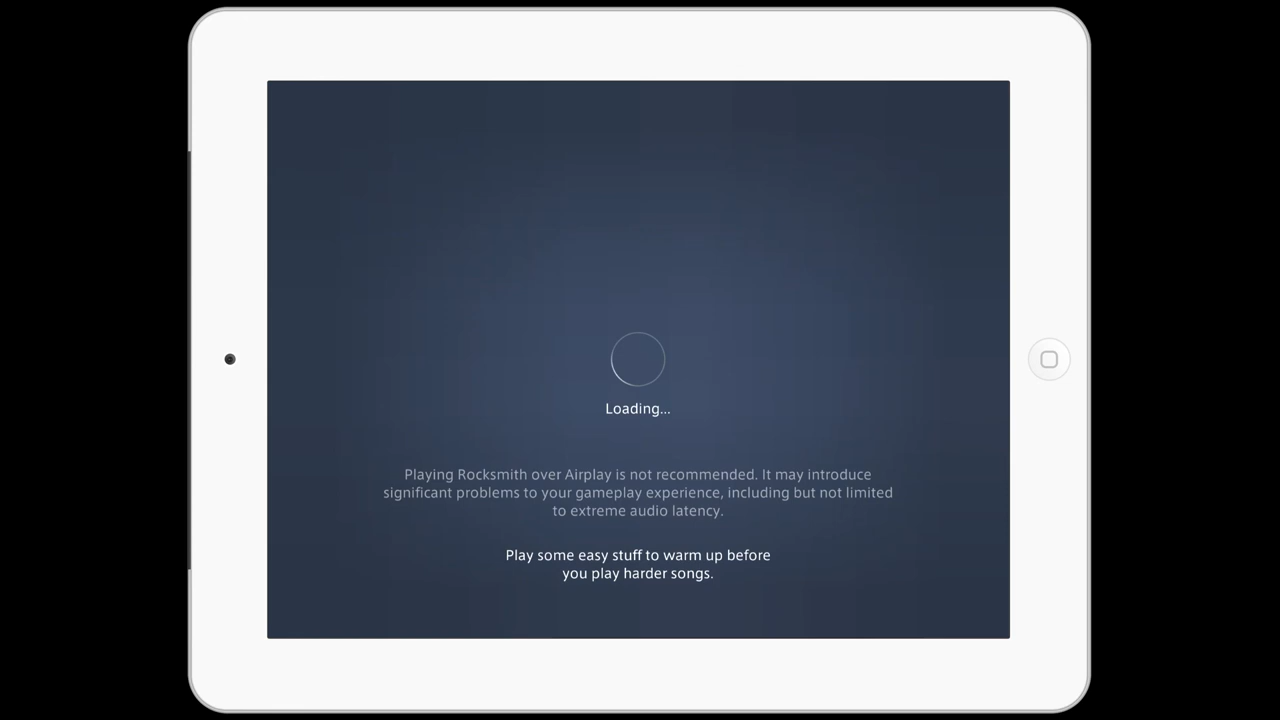 Loading...
Playing Rocksmith over Airplay is not recommended. It may introduce
significant problems to your gameplay experience, including but not limited
to extreme audio latency.
Play some easy stuff to warm up before
you play harder songs.